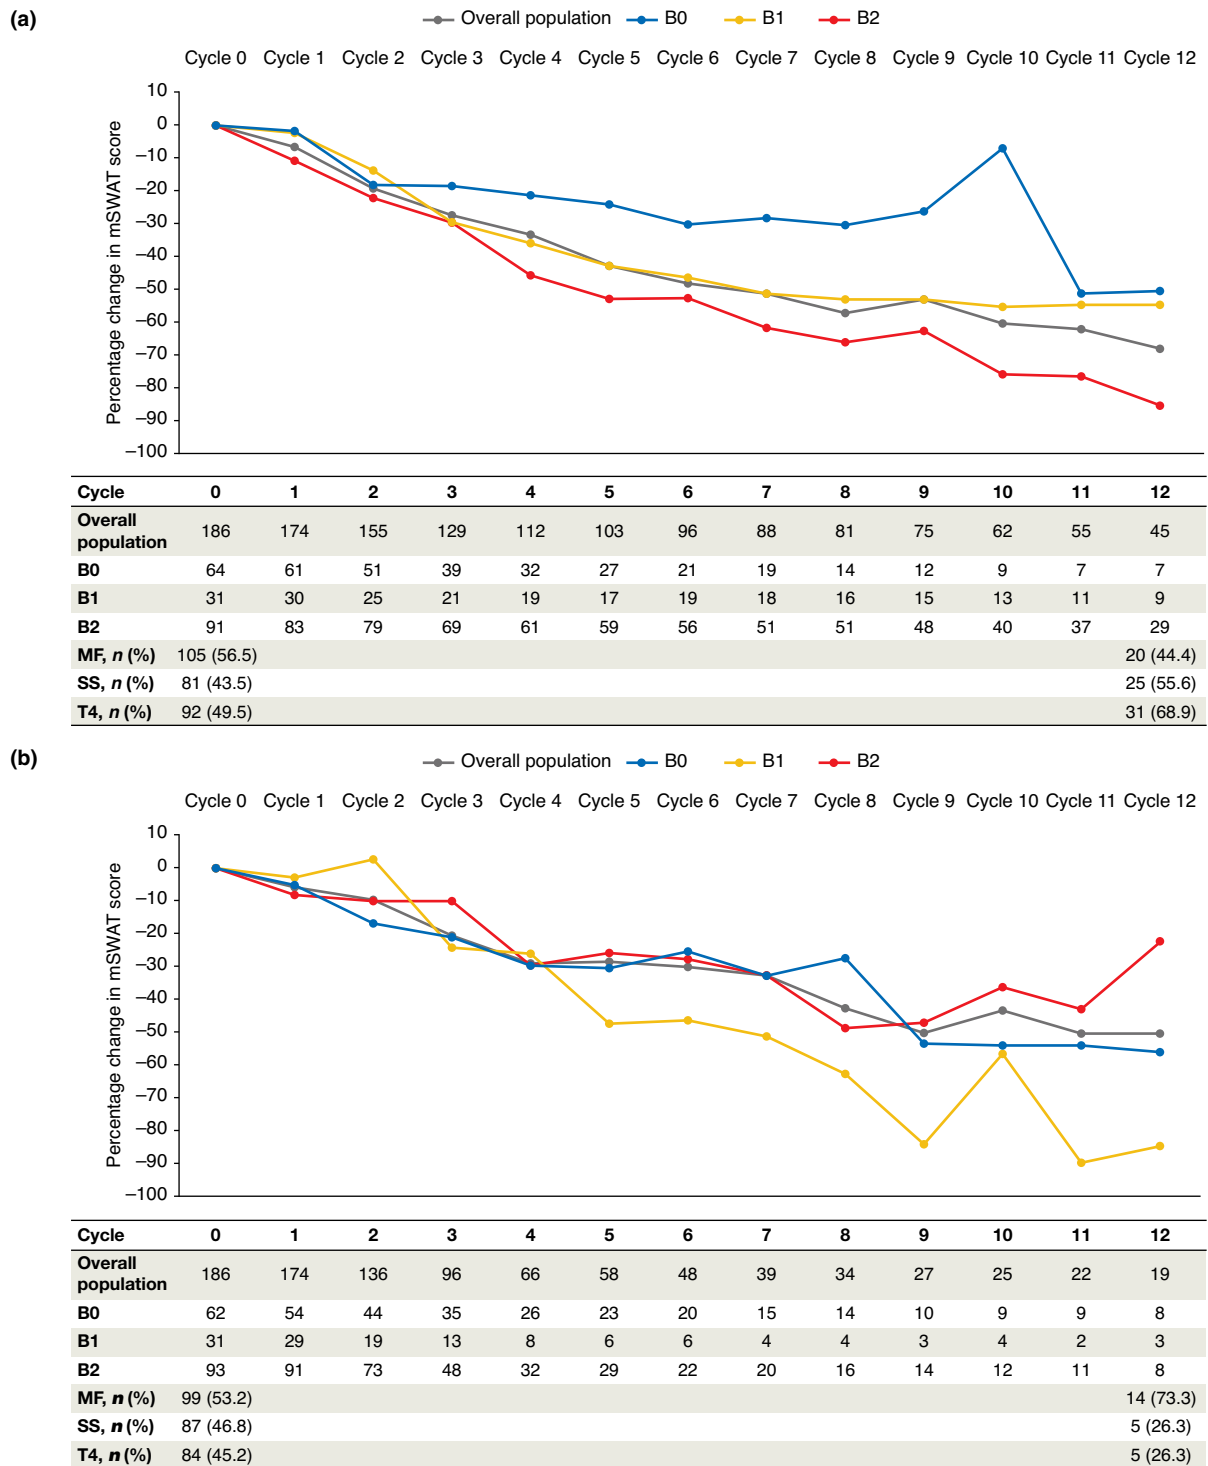 (a)
Overall population B0 B1 B2
Cycle 0 Cycle 1 Cycle 2 Cycle 3 Cycle 4 Cycle 5 Cycle 6 Cycle 7 Cycle 8 Cycle 9 Cycle 10 Cycle 11 Cycle 12
Percentage change in mSWAT score
10
0
–10
–20
–30
–40
–50
–60
–70
–80
–90
–100
Cycle 0 1 2 3 4 5 6 7 8 9 10 11 12
Overall population 186 174 155 129 112 103 96 88 81 75 62 55 45
B0 64 61 51 39 32 27 21 19 14 12 9 7 7
B1 31 30 25 21 19 17 19 18 16 15 13 11 9
B2 91 83 79 69 61 59 56 51 51 48 40 37 29
MF, n (%) 105 (56.5) 20 (44.4)
SS, n (%) 81 (43.5) 25 (55.6)
T4, n (%) 92 (49.5) 31 (68.9)
(b)
Overall population B0 B1 B2
Cycle 0 Cycle 1 Cycle 2 Cycle 3 Cycle 4 Cycle 5 Cycle 6 Cycle 7 Cycle 8 Cycle 9 Cycle 10 Cycle 11 Cycle 12
Percentage change in mSWAT score
10
0
–10
–20
–30
–40
–50
–60
–70
–80
–90
–100
Cycle 0 1 2 3 4 5 6 7 8 9 10 11 12
Overall population 186 174 136 96 66 58 48 39 34 27 25 22 19
B0 62 54 44 35 26 23 20 15 14 10 9 9 8
B1 31 29 19 13 8 6 6 4 4 3 4 2 3
B2 93 91 73 48 32 29 22 20 16 14 12 11 8
MF, n (%) 99 (53.2) 14 (73.3)
SS, n (%) 87 (46.8) 5 (26.3)
T4, n (%) 84 (45.2) 5 (26.3)